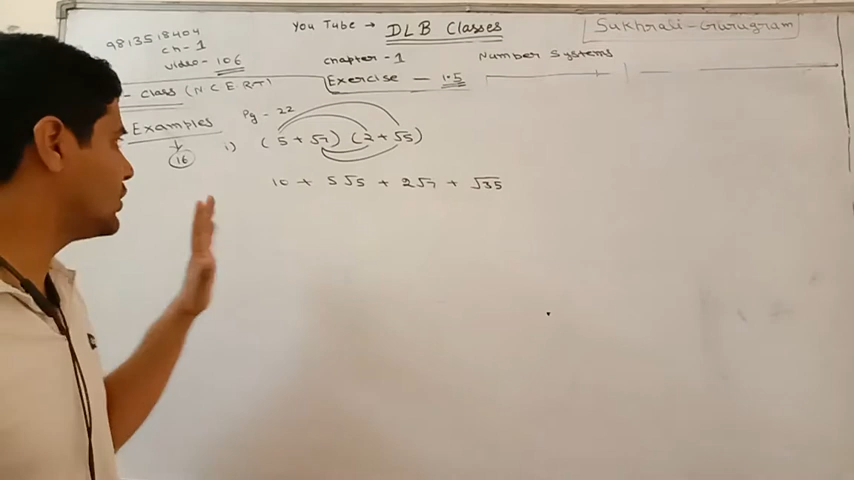 9813518404
ch-1
video-106
You Tube → DLB Classes
Sukhrali-Gurugram
chapter-1
Number Systems
Exercise - 1.5
- class (NCERT)
Examples
16
Pg-22
i) (5+√7) (2+√5)
10 + 5√5 + 2√7 + √35